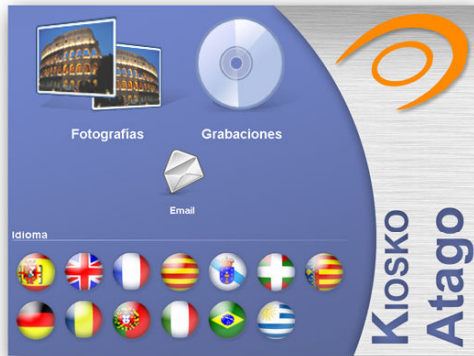 Fotografías
Grabaciones
Email
Idioma
Kiosko
Atago